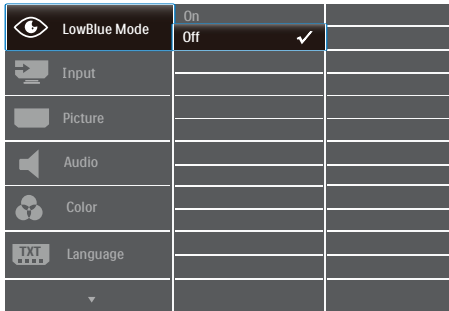 LowBlue Mode
On
Off
Input
Picture
Audio
Color
TXT
Language